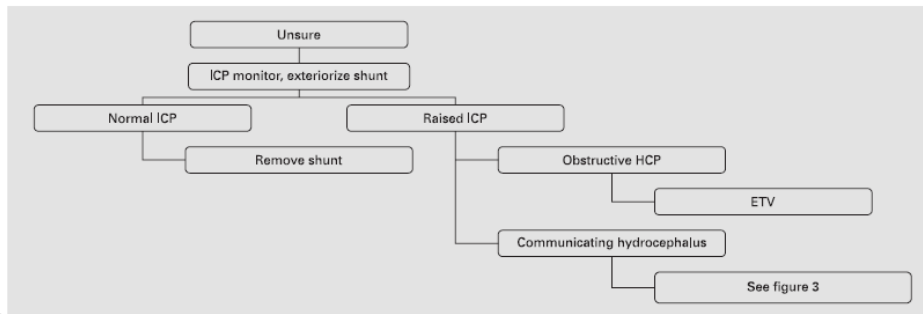 Unsure
ICP monitor, exteriorize shunt
Normal ICP
Raised ICP
Remove shunt
Obstructive HCP
ETV
Communicating hydrocephalus
See figure 3